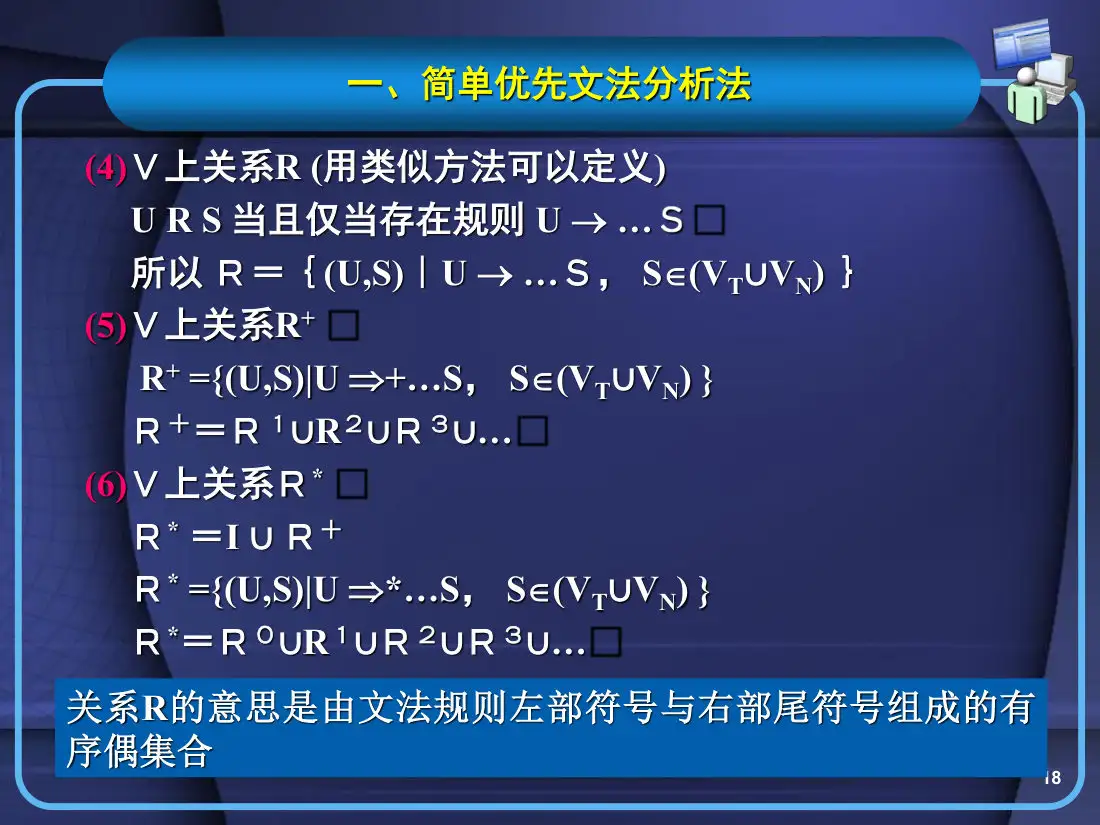 一、简单优先文法分析法
(4)Ｖ上关系R (用类似方法可以定义)
U R S 当且仅当存在规则 U → …Ｓ□
所以 Ｒ＝｛(U,S)｜U → …Ｓ， S∈(VT∪VN) ｝
(5)Ｖ上关系R⁺ □
R⁺ ={(U,S)|U ⇒+…S， S∈(VT∪VN) }
Ｒ⁺＝Ｒ¹∪R²∪Ｒ³∪…□
(6)Ｖ上关系Ｒ* □
Ｒ* ＝I ∪ Ｒ⁺
Ｒ* ={(U,S)|U ⇒*…S， S∈(VT∪VN) }
Ｒ*＝Ｒ⁰∪R¹∪Ｒ²∪Ｒ³∪…□
关系R的意思是由文法规则左部符号与右部尾符号组成的有
序偶集合
18